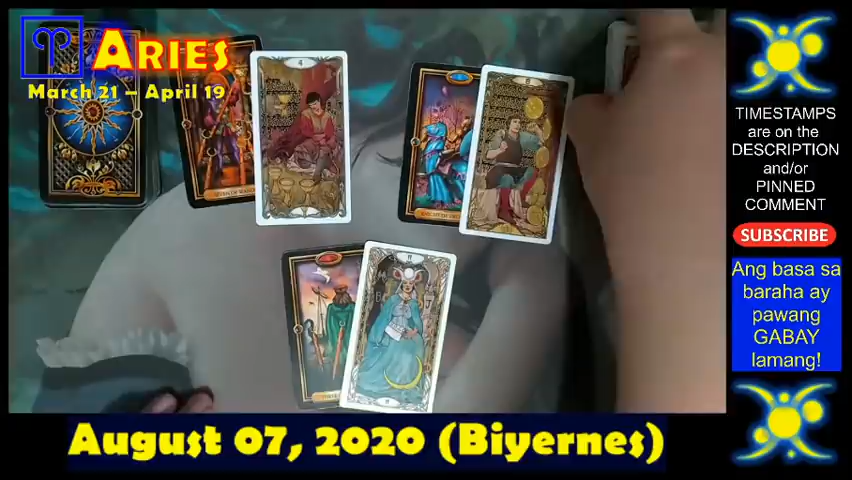 ARIES
March 21 – April 19
TIMESTAMPS
are on the
DESCRIPTION
and/or
PINNED
COMMENT
SUBSCRIBE
Ang basa sa
baraha ay
pawang
GABAY
lamang!
4
August 07, 2020 (Biyernes)